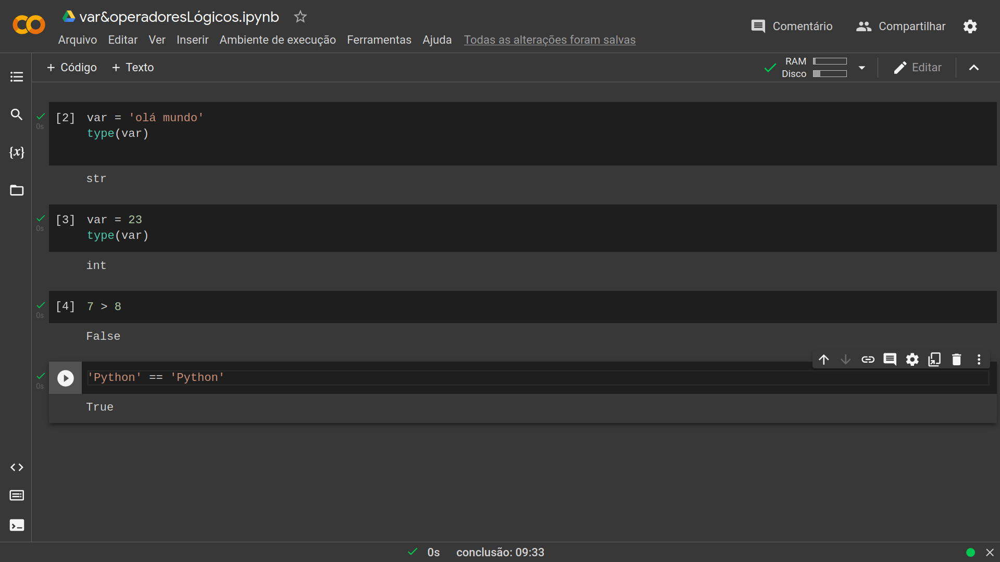 var&operadoresLógicos.ipynb
Comentário
Compartilhar
Arquivo Editar Ver Inserir Ambiente de execução Ferramentas Ajuda Todas as alterações foram salvas
+ Código + Texto
RAM
Disco
Editar
{x}
[2] var = 'olá mundo'
type(var)
0s
str
[3] var = 23
type(var)
0s
int
[4] 7 > 8
0s
False
'Python' == 'Python'
0s
True
0s conclusão: 09:33